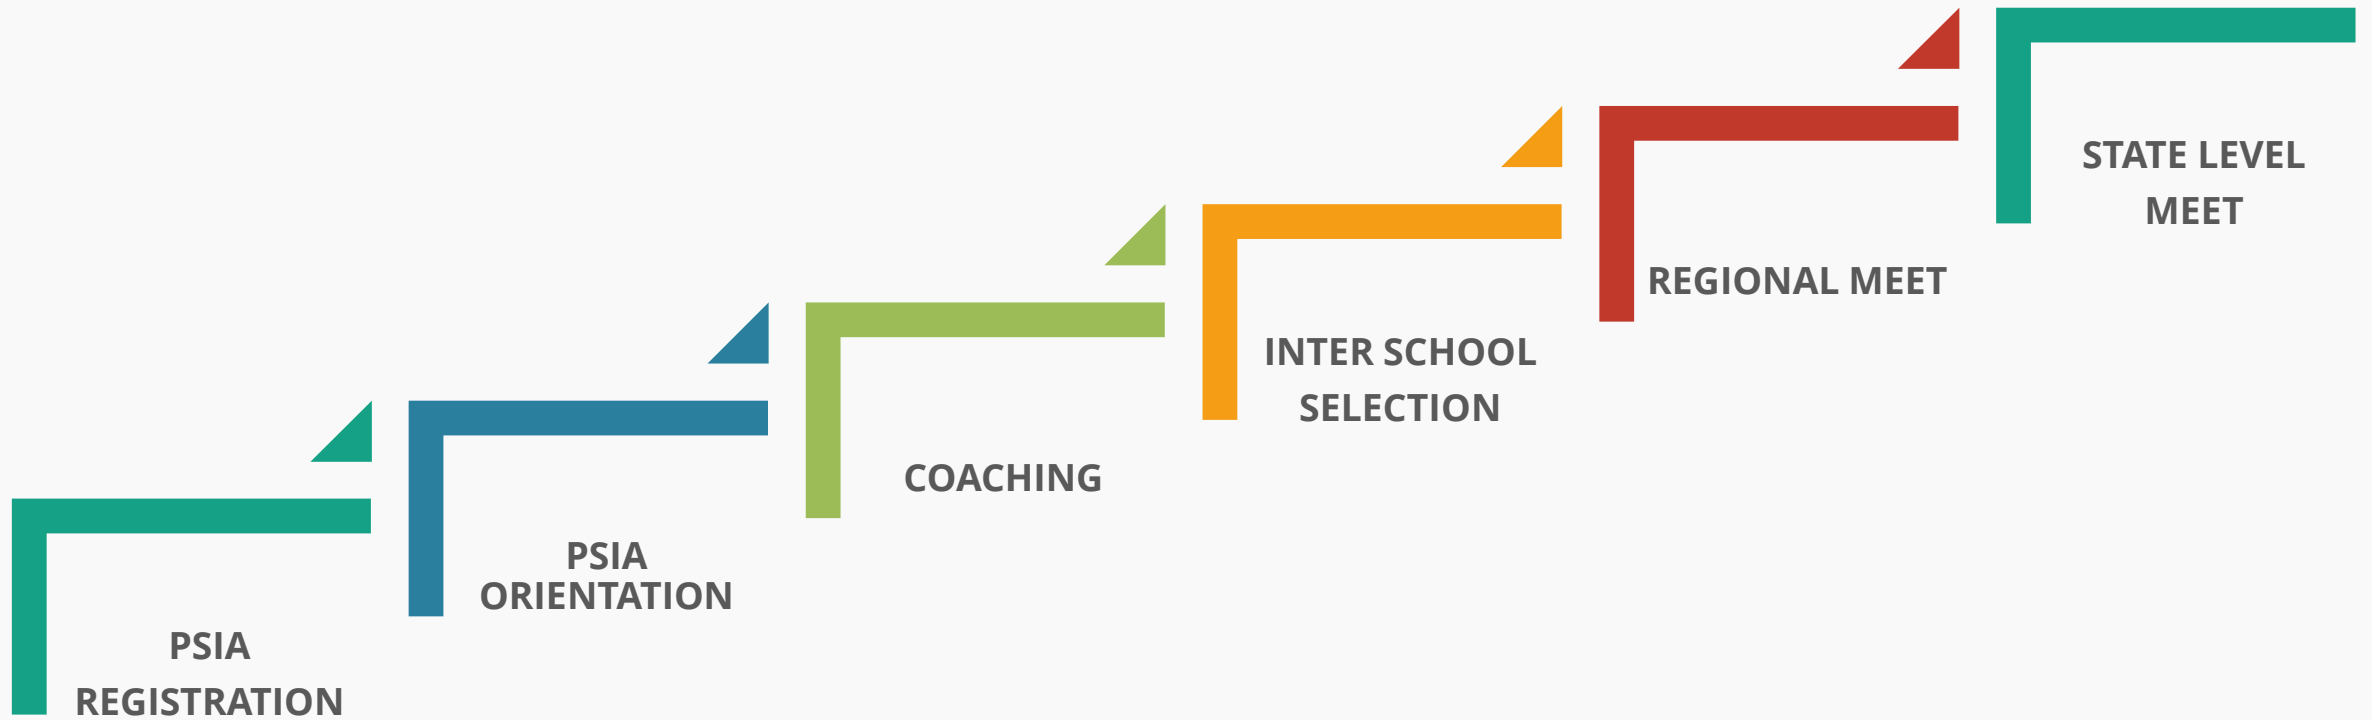 PSIA
REGISTRATION
PSIA
ORIENTATION
COACHING
INTER SCHOOL
SELECTION
REGIONAL MEET
STATE LEVEL
MEET